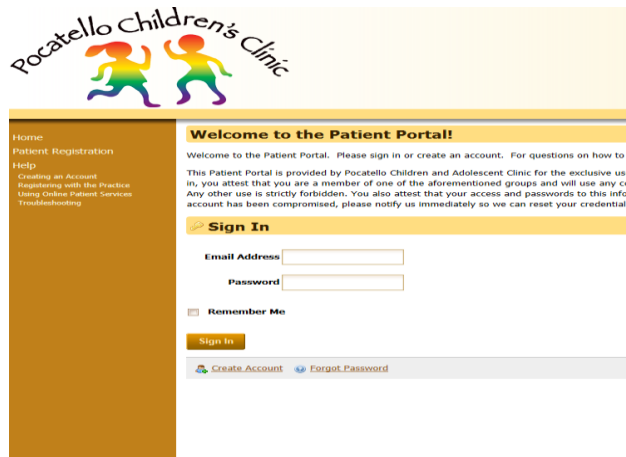 Pocatello Children's Clinic
Home
Patient Registration
Help
Creating an Account
Registering with the Practice
Using Online Patient Services
Troubleshooting
Welcome to the Patient Portal!
Welcome to the Patient Portal. Please sign in or create an account. For questions on how to
This Patient Portal is provided by Pocatello Children and Adolescent Clinic for the exclusive us
in, you attest that you are a member of one of the aforementioned groups and will use any c
Any other use is strictly forbidden. You also attest that your access and passwords to this info
account has been compromised, please notify us immediately so we can reset your credential
Sign In
Email Address
Password
Remember Me
Sign In
Create Account Forgot Password